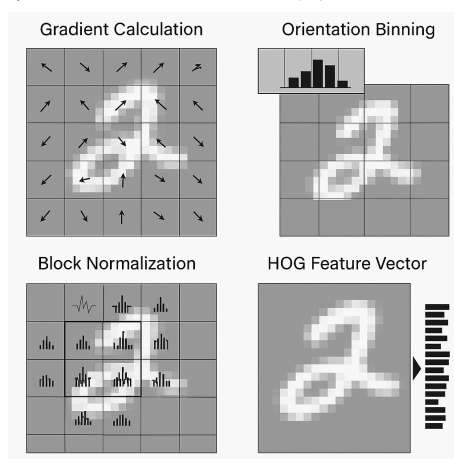 Gradient Calculation
Orientation Binning
Block Normalization
HOG Feature Vector